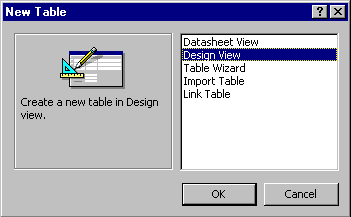 New Table
Create a new table in Design
view.
Datasheet View
Design View
Table Wizard
Import Table
Link Table
OK
Cancel